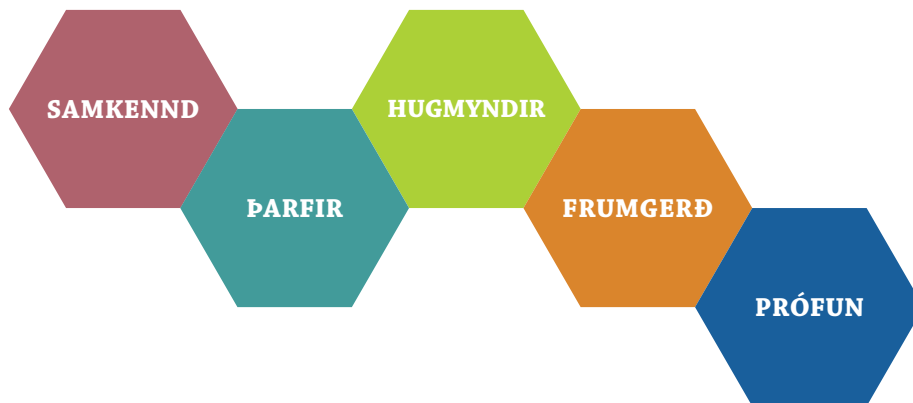 SAMKENND
ÞARFIR
HUGMYNDIR
FRUMGERÐ
PRÓFUN